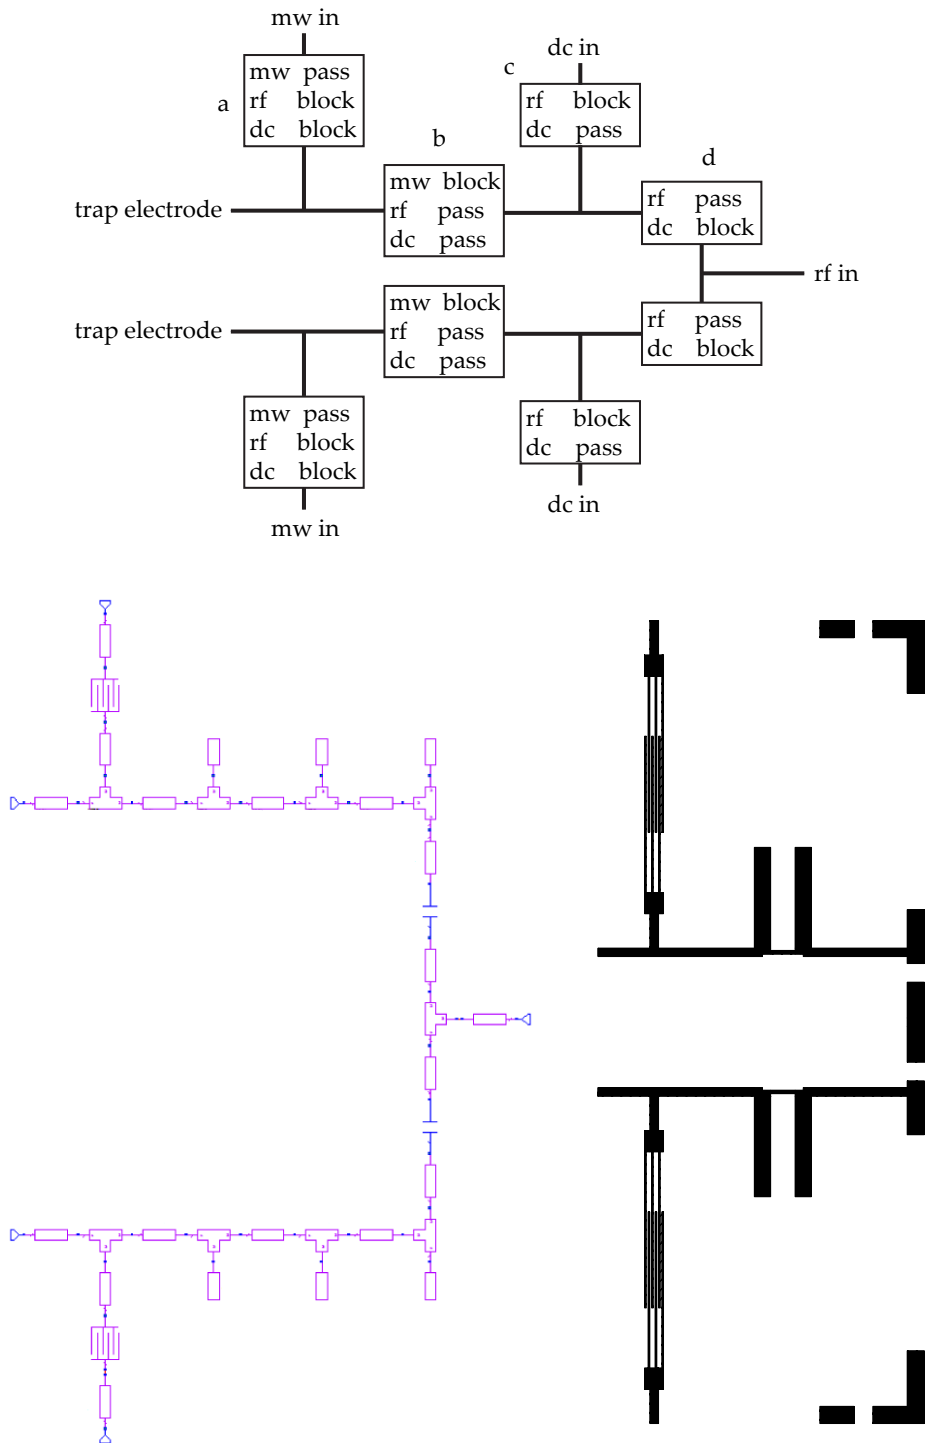 mw in
dc in
mw pass
rf block
dc block
a
c
rf block
dc pass
b
d
mw block
rf pass
dc pass
rf pass
dc block
trap electrode
rf in
mw block
rf pass
dc pass
rf pass
dc block
trap electrode
mw pass
rf block
dc block
rf block
dc pass
mw in
dc in